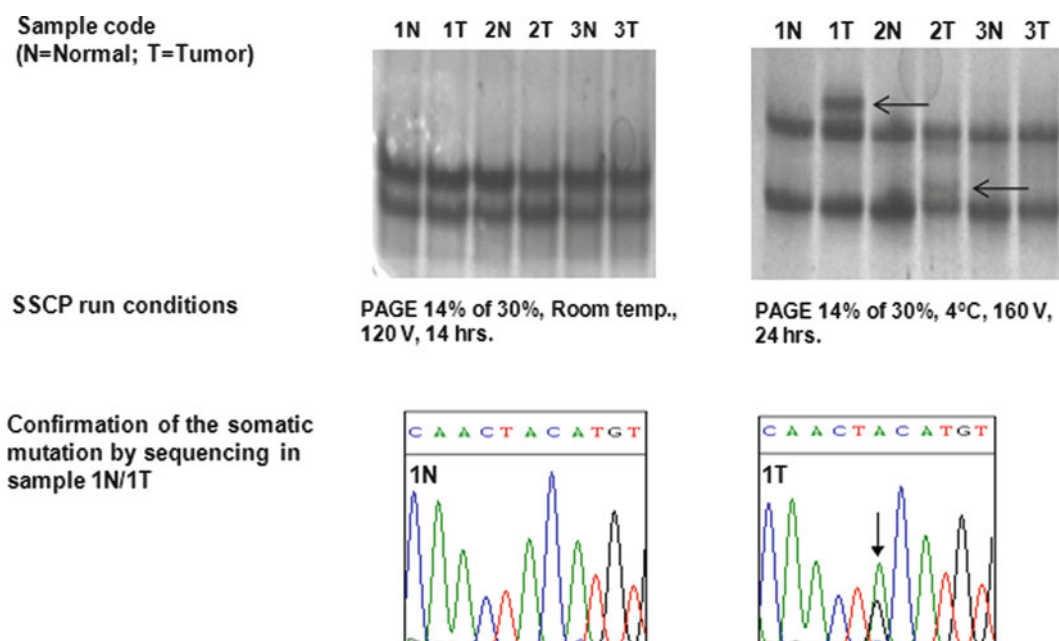 Sample code
(N=Normal; T=Tumor)
1N 1T 2N 2T 3N 3T
1N 1T 2N 2T 3N 3T
SSCP run conditions
PAGE 14% of 30%, Room temp.,
120 V, 14 hrs.
PAGE 14% of 30%, 4ºC, 160 V,
24 hrs.
Confirmation of the somatic
mutation by sequencing in
sample 1N/1T
C A A C T A C A T G T
1N
C A A C T A C A T G T
1T